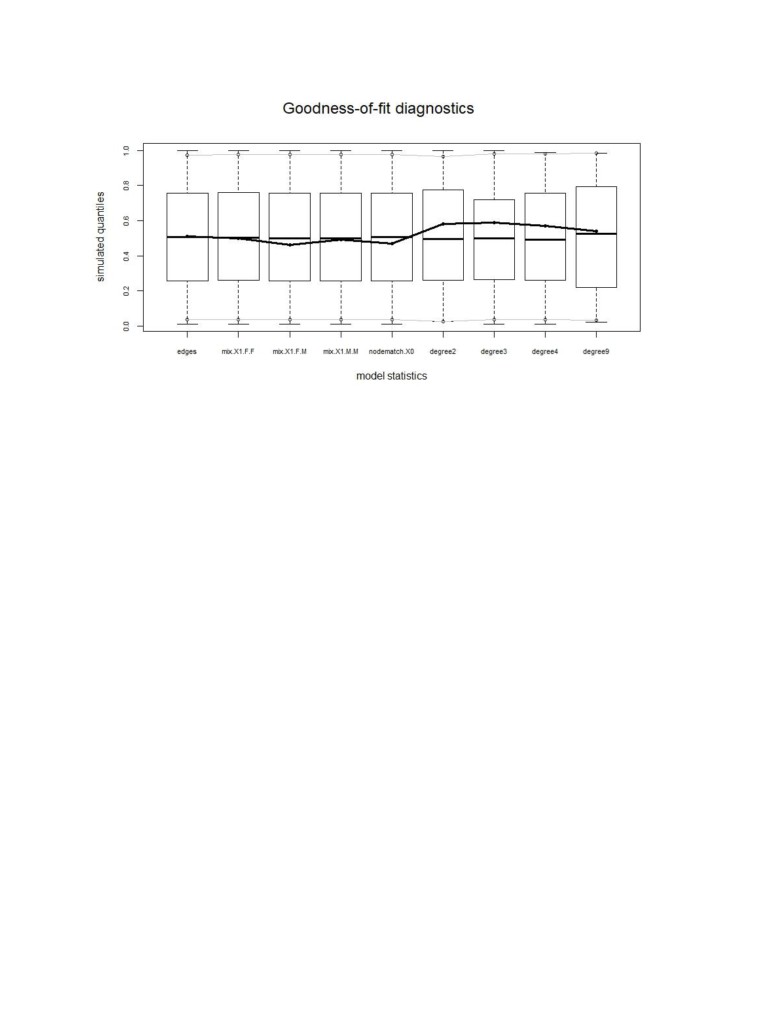 Goodness-of-fit diagnostics
simulated quantiles
1.0
0.8
0.6
0.4
0.2
0.0
edges mix.X1.F.F mix.X1.F.M mix.X1.M.M nodematch.X0 degree2 degree3 degree4 degree9
model statistics